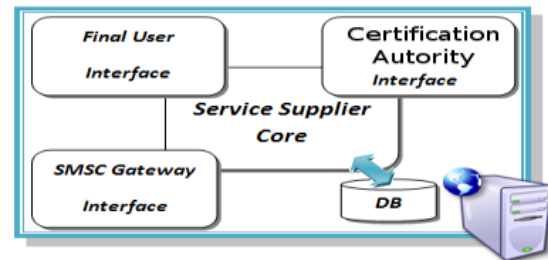 Final User
Interface
Certification
Autority
Interface
Service Supplier
Core
SMSC Gateway
Interface
DB